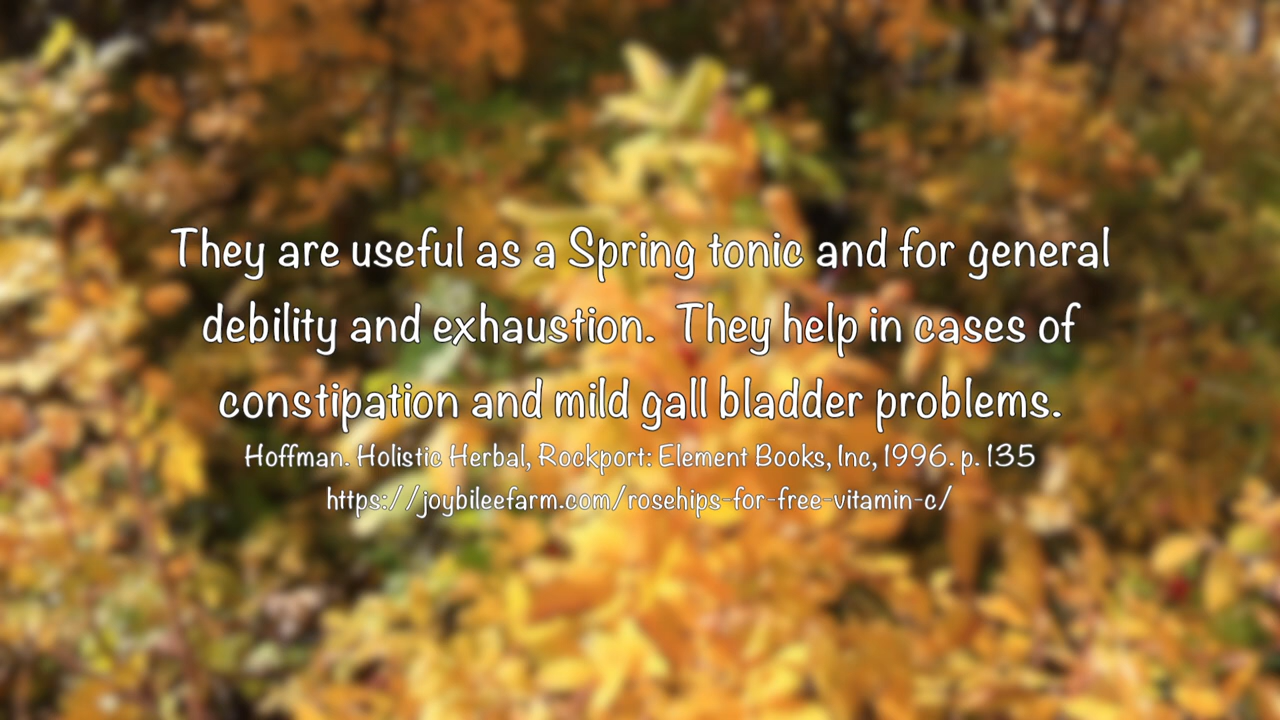 They are useful as a Spring tonic and for general
debility and exhaustion.  They help in cases of
constipation and mild gall bladder problems.
Hoffman. Holistic Herbal, Rockport: Element Books, Inc, 1996. p. 135
https://joybileefarm.com/rosehips-for-free-vitamin-c/